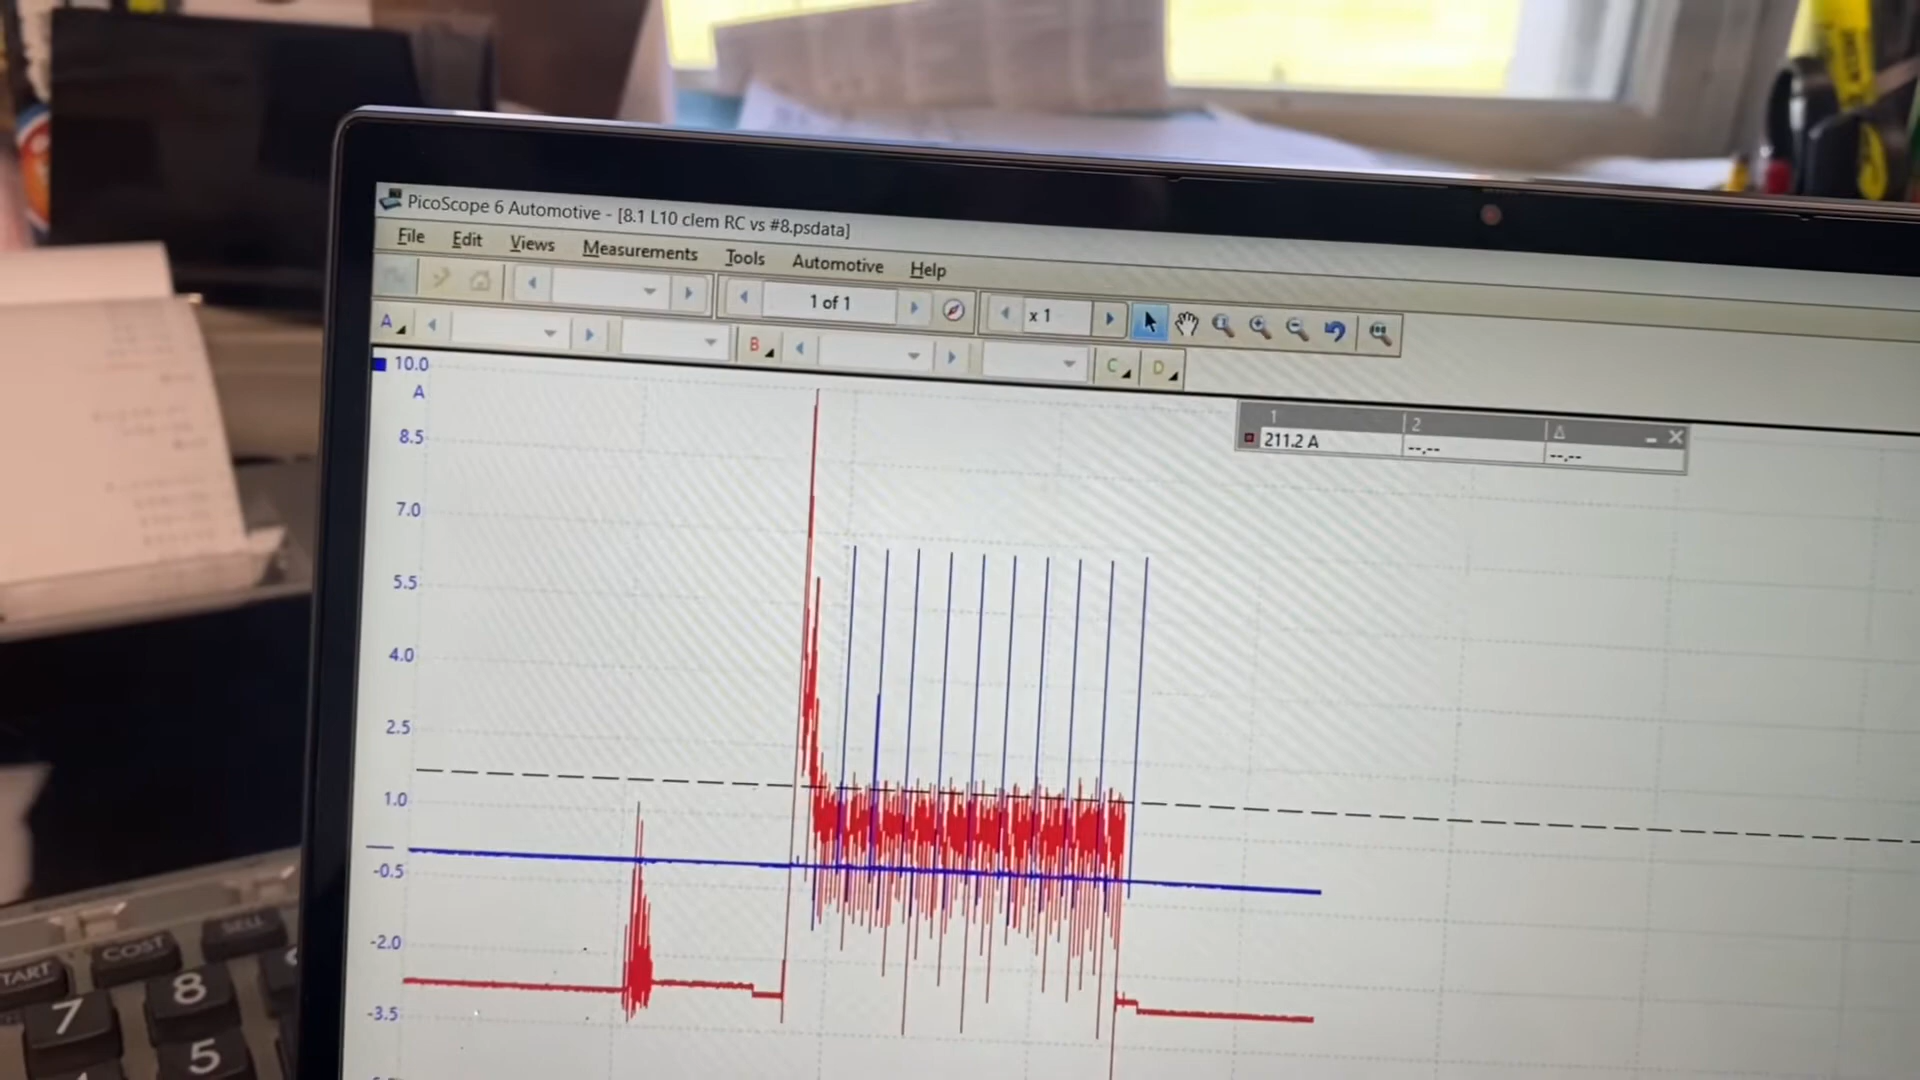 PicoScope 6 Automotive - [8.1 L10 clem RC vs #8.psdata]
File Edit Views Measurements Tools Automotive Help
1 of 1 x 1
A B C D
10.0
A
8.5
7.0
5.5
4.0
2.5
1.0
-0.5
-2.0
-3.5
1 2 Δ
211.2 A --.-- --.--
COST SELL
TART
7 8
5